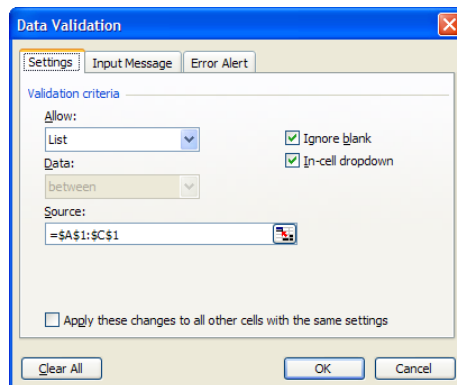 Data Validation
Settings Input Message Error Alert
Validation criteria
Allow:
List
Ignore blank
Data:
In-cell dropdown
between
Source:
=$A$1:$C$1
Apply these changes to all other cells with the same settings
Clear All OK Cancel